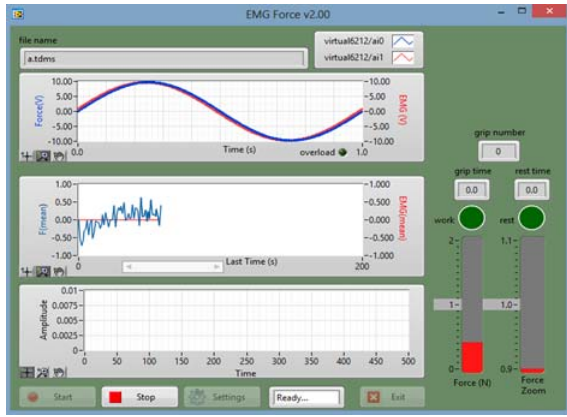 EMG Force v2.00
file name
a.tdms
virtual6212/ai0
virtual6212/ai1
10.00
5.00
0.00
-5.00
-10.00
Force(V)
10.00
5.00
0.00
-5.00
-10.00
EMG (V)
0.0
Time (s)
overload
1.0
1.00
0.50
0.00
-0.50
-1.00
F(mean)
1.000
0.500
0.000
-0.500
-1.000
EMG(mean)
0
Last Time (s)
200
0.01
0.0075
0.005
0.0025
0
Amplitude
0 50 100 150 200 250 300 350 400 450 500
Time
grip number
0
grip time rest time
0.0 0.0
work rest
2
1
0
Force (N)
1.1
1.0
0.9
Force
Zoom
Start Stop Settings Ready... Exit